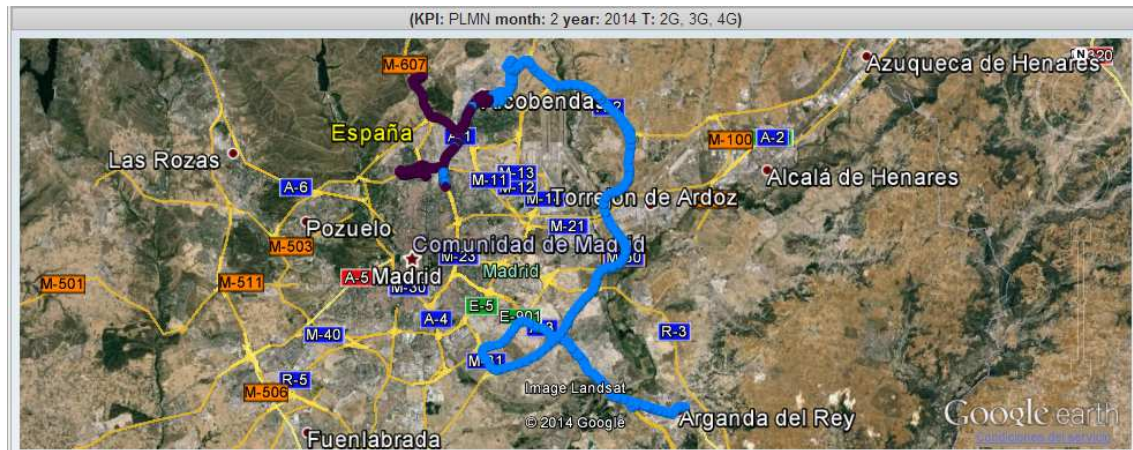 (KPI: PLMN month: 2 year: 2014 T: 2G, 3G, 4G)
M-607
Azuqueca de Henares
N-320
España
A-1
M-100
A-2
Las Rozas
M-13
M-11
M-12
Alcalá de Henares
A-6
Torrejón de Ardoz
Pozuelo
M-21
M-503
Comunidad de Madrid
M-23
M-50
Madrid
M-501
M-511
A-5
Madrid
M-30
E-5
E-901
A-4
A-3
R-3
M-40
M-31
R-5
M-506
Image Landsat
© 2014 Google
Arganda del Rey
Google earth
Condiciones del servicio
Fuenlabrada